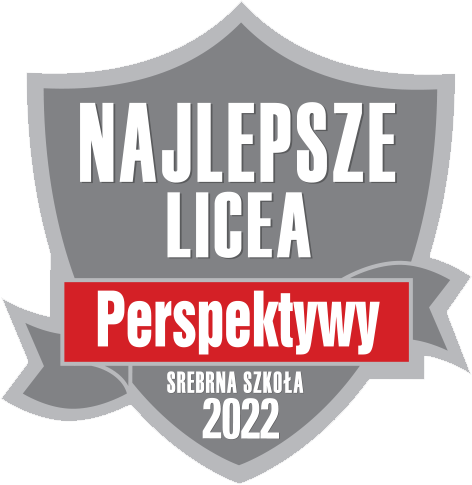 NAJLEPSZE
LICEA
Perspektywy
SREBRNA SZKOŁA
2022